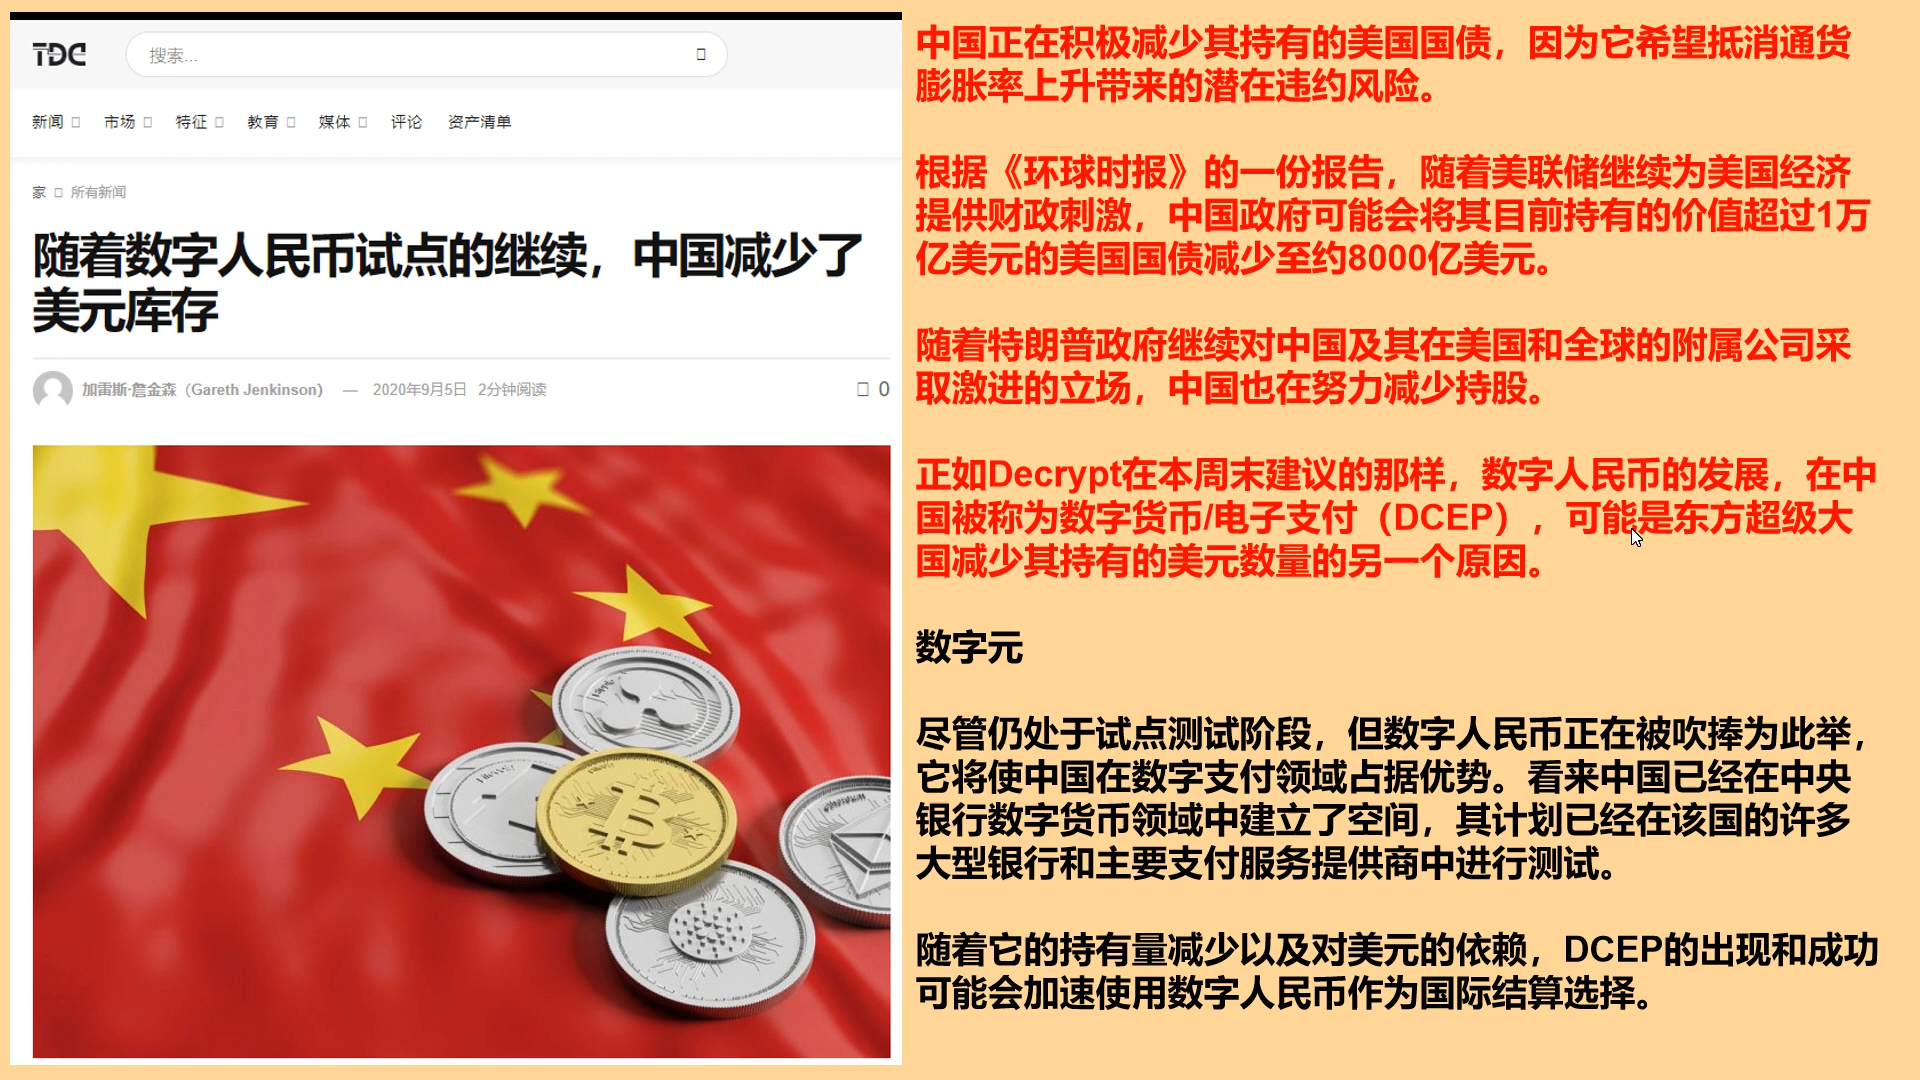 TDC
搜索...
新闻 市场 特征 教育 媒体 评论 资产清单
家 所有新闻
随着数字人民币试点的继续，中国减少了
美元库存
加雷斯·詹金森（Gareth Jenkinson） — 2020年9月5日 2分钟阅读
0
中国正在积极减少其持有的美国国债，因为它希望抵消通货
膨胀率上升带来的潜在违约风险。
根据《环球时报》的一份报告，随着美联储继续为美国经济
提供财政刺激，中国政府可能会将其目前持有的价值超过1万
亿美元的美国国债减少至约8000亿美元。
随着特朗普政府继续对中国及其在美国和全球的附属公司采
取激进的立场，中国也在努力减少持股。
正如Decrypt在本周末建议的那样，数字人民币的发展，在中
国被称为数字货币/电子支付（DCEP），可能是东方超级大
国减少其持有的美元数量的另一个原因。
数字元
尽管仍处于试点测试阶段，但数字人民币正在被吹捧为此举，
它将使中国在数字支付领域占据优势。看来中国已经在中央
银行数字货币领域中建立了空间，其计划已经在该国的许多
大型银行和主要支付服务提供商中进行测试。
随着它的持有量减少以及对美元的依赖，DCEP的出现和成功
可能会加速使用数字人民币作为国际结算选择。